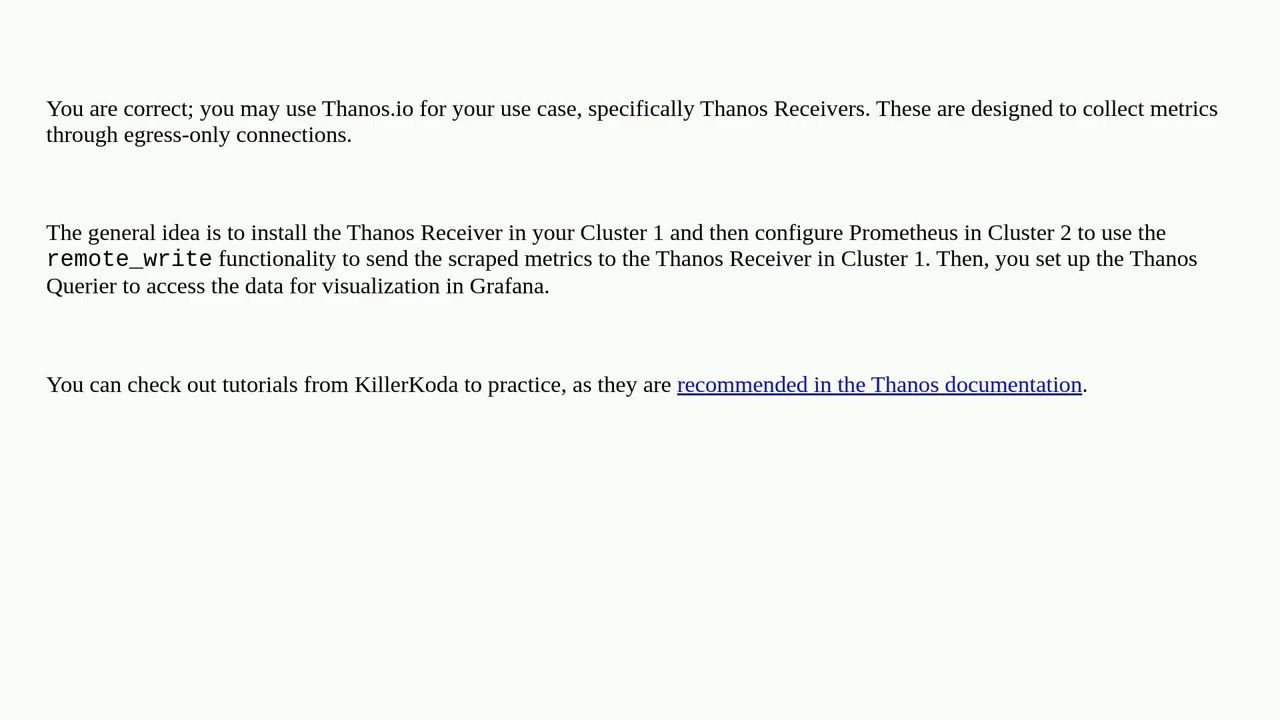 You are correct; you may use Thanos.io for your use case, specifically Thanos Receivers. These are designed to collect metrics
through egress-only connections.
The general idea is to install the Thanos Receiver in your Cluster 1 and then configure Prometheus in Cluster 2 to use the
remote_write functionality to send the scraped metrics to the Thanos Receiver in Cluster 1. Then, you set up the Thanos
Querier to access the data for visualization in Grafana.
You can check out tutorials from KillerKoda to practice, as they are recommended in the Thanos documentation.